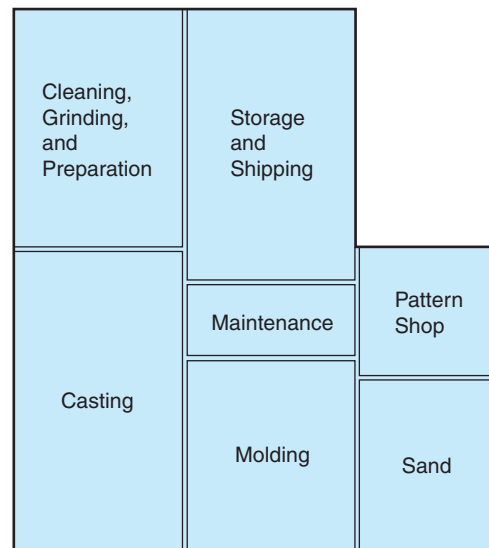 Cleaning,
Grinding,
and
Preparation
Storage
and
Shipping
Maintenance
Pattern
Shop
Casting
Molding
Sand